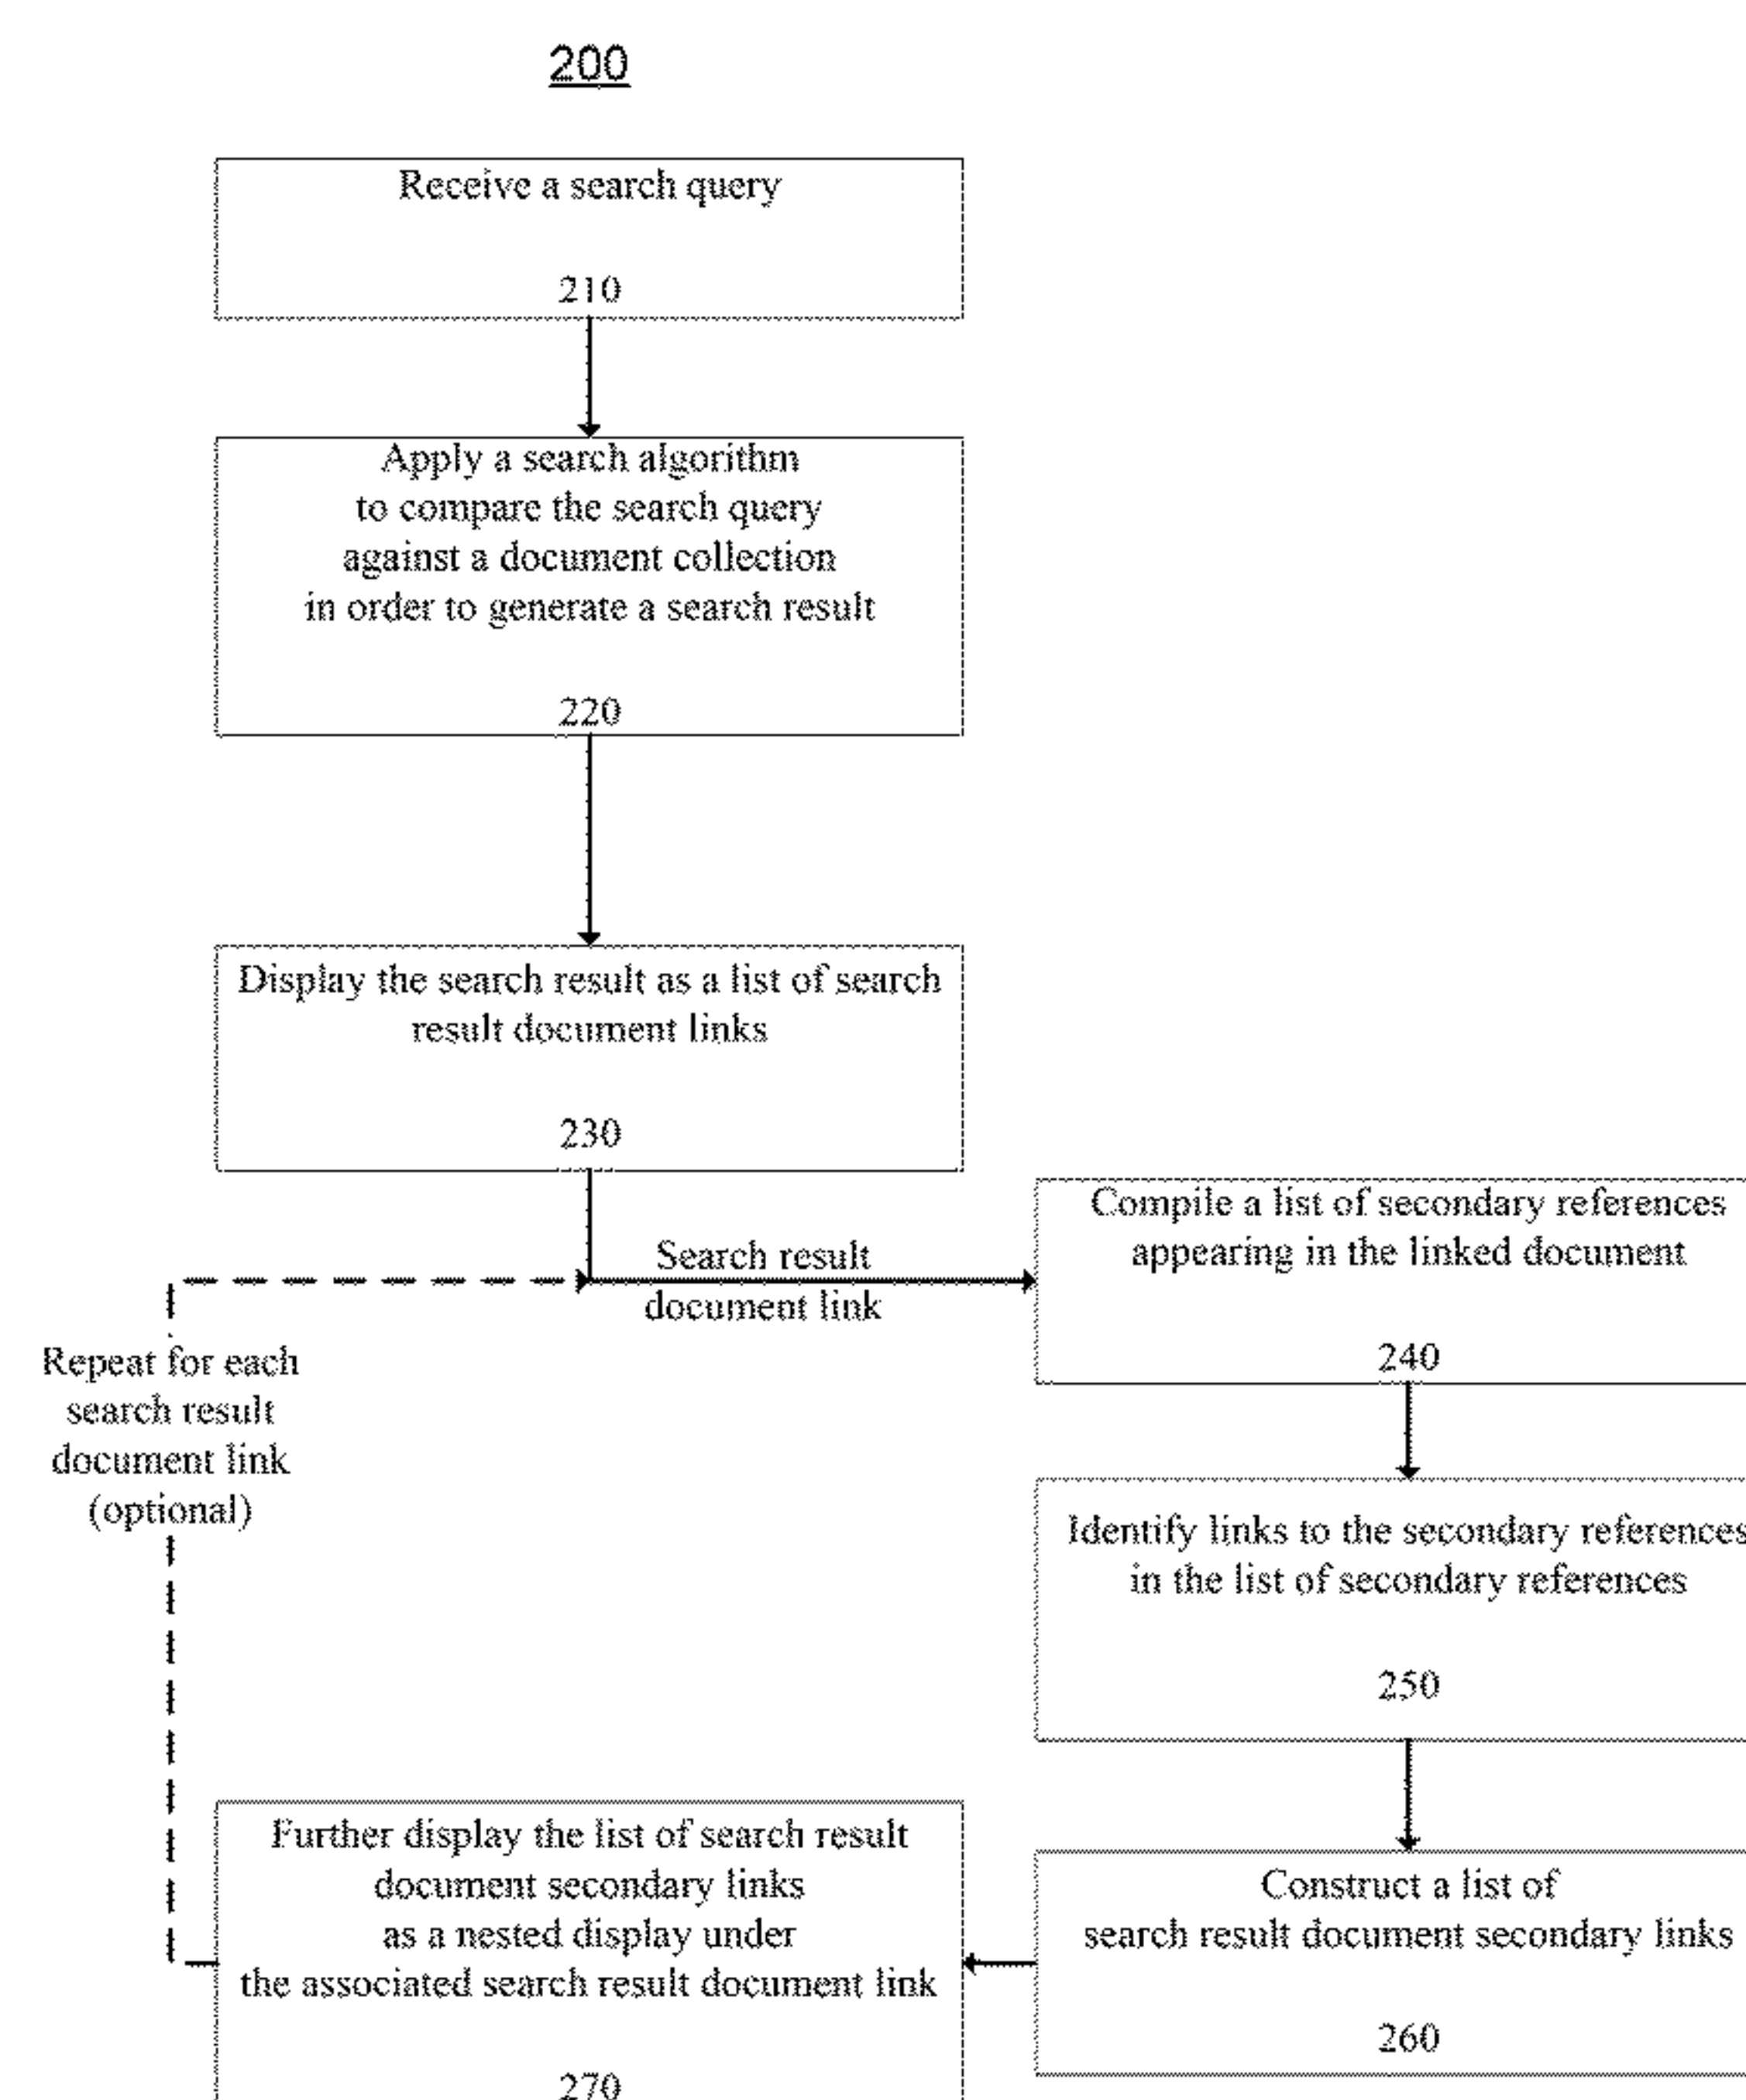 200
Receive a search query
210
Apply a search algorithm
to compare the search query
against a document collection
in order to generate a search result
220
Display the search result as a list of search
result document links
230
Search result
document link
Compile a list of secondary references
appearing in the linked document
240
Repeat for each
search result
document link
(optional)
Identify links to the secondary references
in the list of secondary references
250
Construct a list of
search result document secondary links
260
Further display the list of search result
document secondary links
as a nested display under
the associated search result document link
270